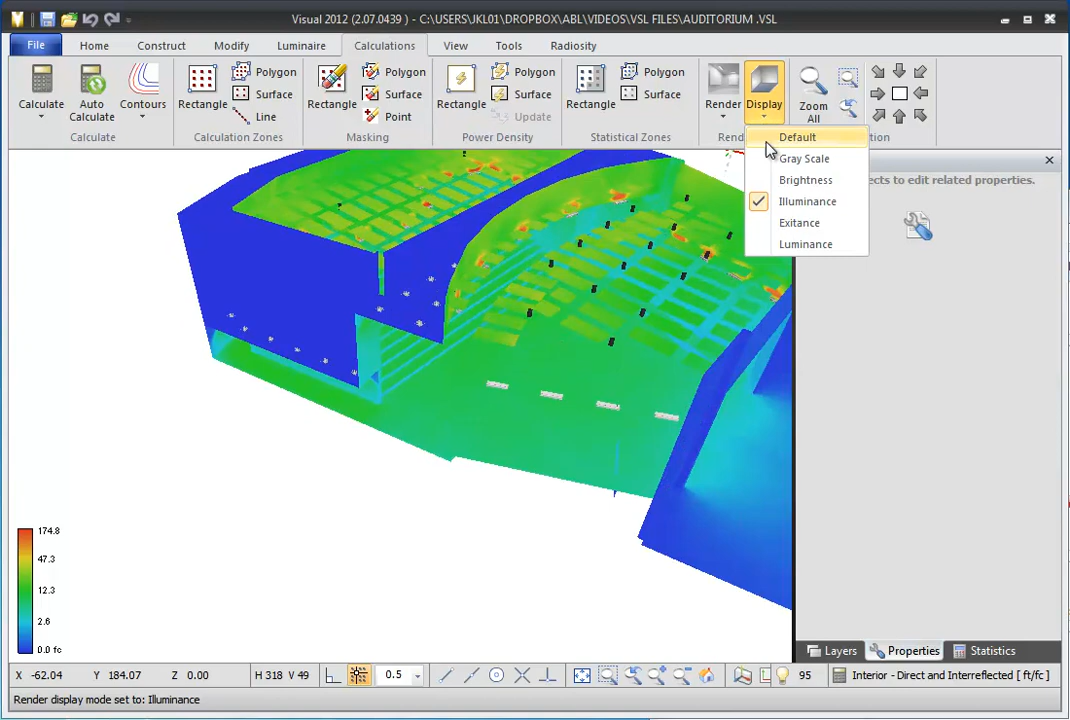 Visual 2012 (2.07.0439) - C:\USERS\JKL01\DROPBOX\ABL\VIDEOS\VSL FILES\AUDITORIUM .VSL
File Home Construct Modify Luminaire Calculations View Tools Radiosity
Polygon Polygon Polygon Polygon
Surface Surface Surface Surface
Calculate Auto Calculate Contours Rectangle Rectangle Rectangle Rectangle Render Display Zoom All
Line Point Update
Calculate Calculation Zones Masking Power Density Statistical Zones Rend tion
Default
Gray Scale
Brightness
Illuminance
Exitance
Luminance
ects to edit related properties.
174.8
47.3
12.3
2.6
0.0 fc
Layers Properties Statistics
X -62.04 Y 184.07 Z 0.00 H 318 V 49 0.5 95 Interior - Direct and Interreflected [ ft/fc ]
Render display mode set to: Illuminance